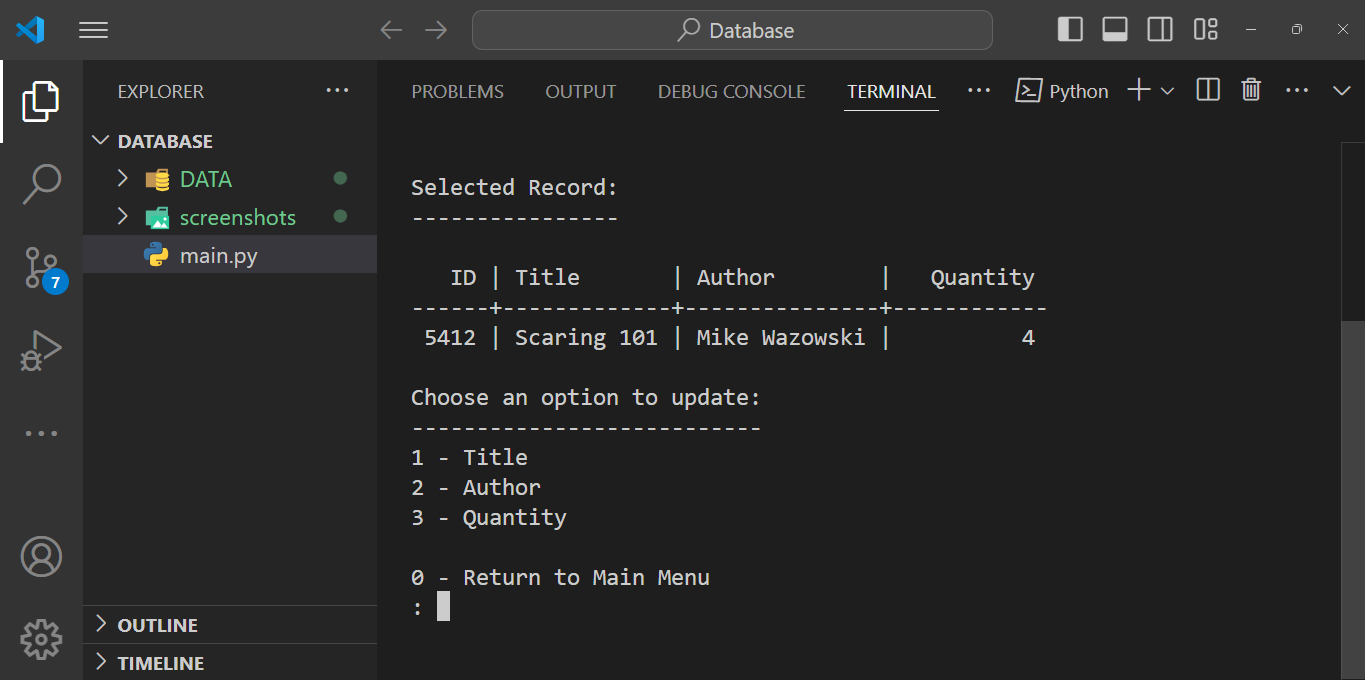 Database
EXPLORER ···
DATABASE
DATA
screenshots
main.py
7
OUTLINE
TIMELINE
PROBLEMS OUTPUT DEBUG CONSOLE TERMINAL ··· Python ···
Selected Record:
----------------
ID | Title | Author | Quantity
------+-------------+---------------+------------
5412 | Scaring 101 | Mike Wazowski | 4
Choose an option to update:
---------------------------
1 - Title
2 - Author
3 - Quantity
0 - Return to Main Menu
: